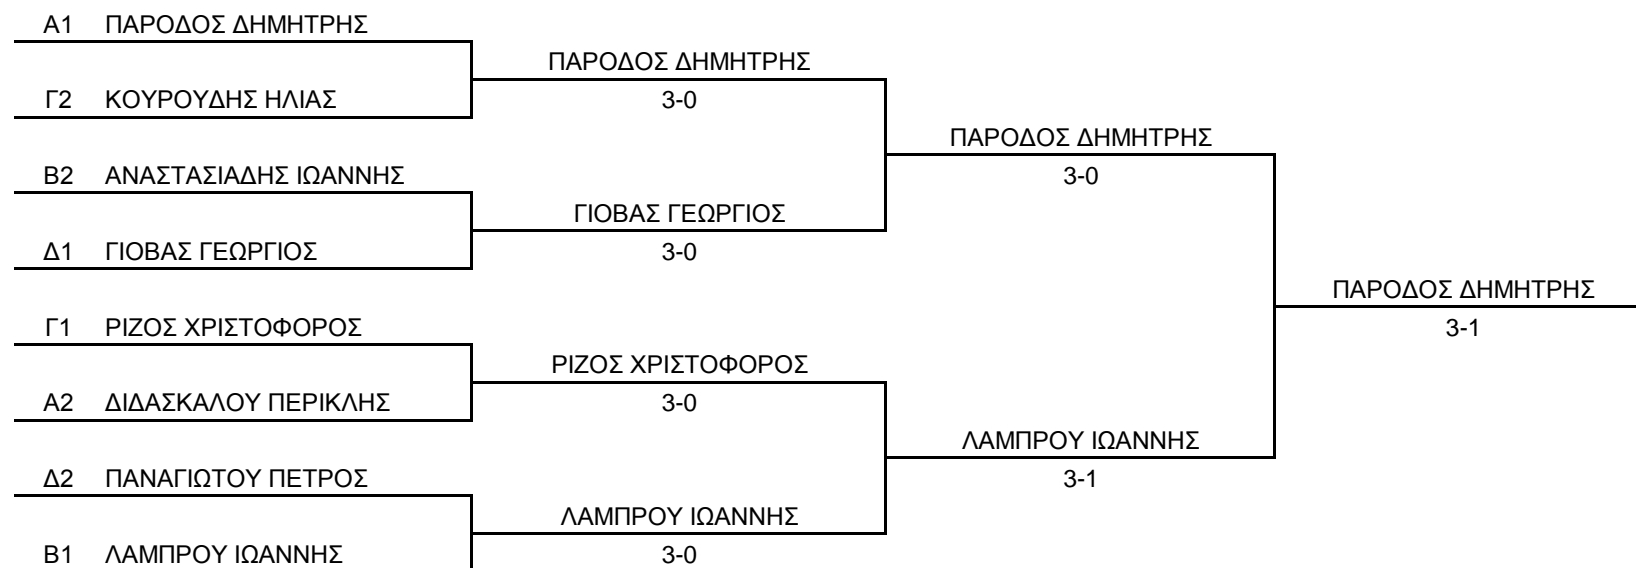 Α1 ΠΑΡΟΔΟΣ ΔΗΜΗΤΡΗΣ
ΠΑΡΟΔΟΣ ΔΗΜΗΤΡΗΣ
Γ2 ΚΟΥΡΟΥΔΗΣ ΗΛΙΑΣ
3-0
ΠΑΡΟΔΟΣ ΔΗΜΗΤΡΗΣ
Β2 ΑΝΑΣΤΑΣΙΑΔΗΣ ΙΩΑΝΝΗΣ
3-0
ΓΙΟΒΑΣ ΓΕΩΡΓΙΟΣ
Δ1 ΓΙΟΒΑΣ ΓΕΩΡΓΙΟΣ
3-0
ΠΑΡΟΔΟΣ ΔΗΜΗΤΡΗΣ
Γ1 ΡΙΖΟΣ ΧΡΙΣΤΟΦΟΡΟΣ
3-1
ΡΙΖΟΣ ΧΡΙΣΤΟΦΟΡΟΣ
Α2 ΔΙΔΑΣΚΑΛΟΥ ΠΕΡΙΚΛΗΣ
3-0
ΛΑΜΠΡΟΥ ΙΩΑΝΝΗΣ
Δ2 ΠΑΝΑΓΙΩΤΟΥ ΠΕΤΡΟΣ
3-1
ΛΑΜΠΡΟΥ ΙΩΑΝΝΗΣ
Β1 ΛΑΜΠΡΟΥ ΙΩΑΝΝΗΣ
3-0